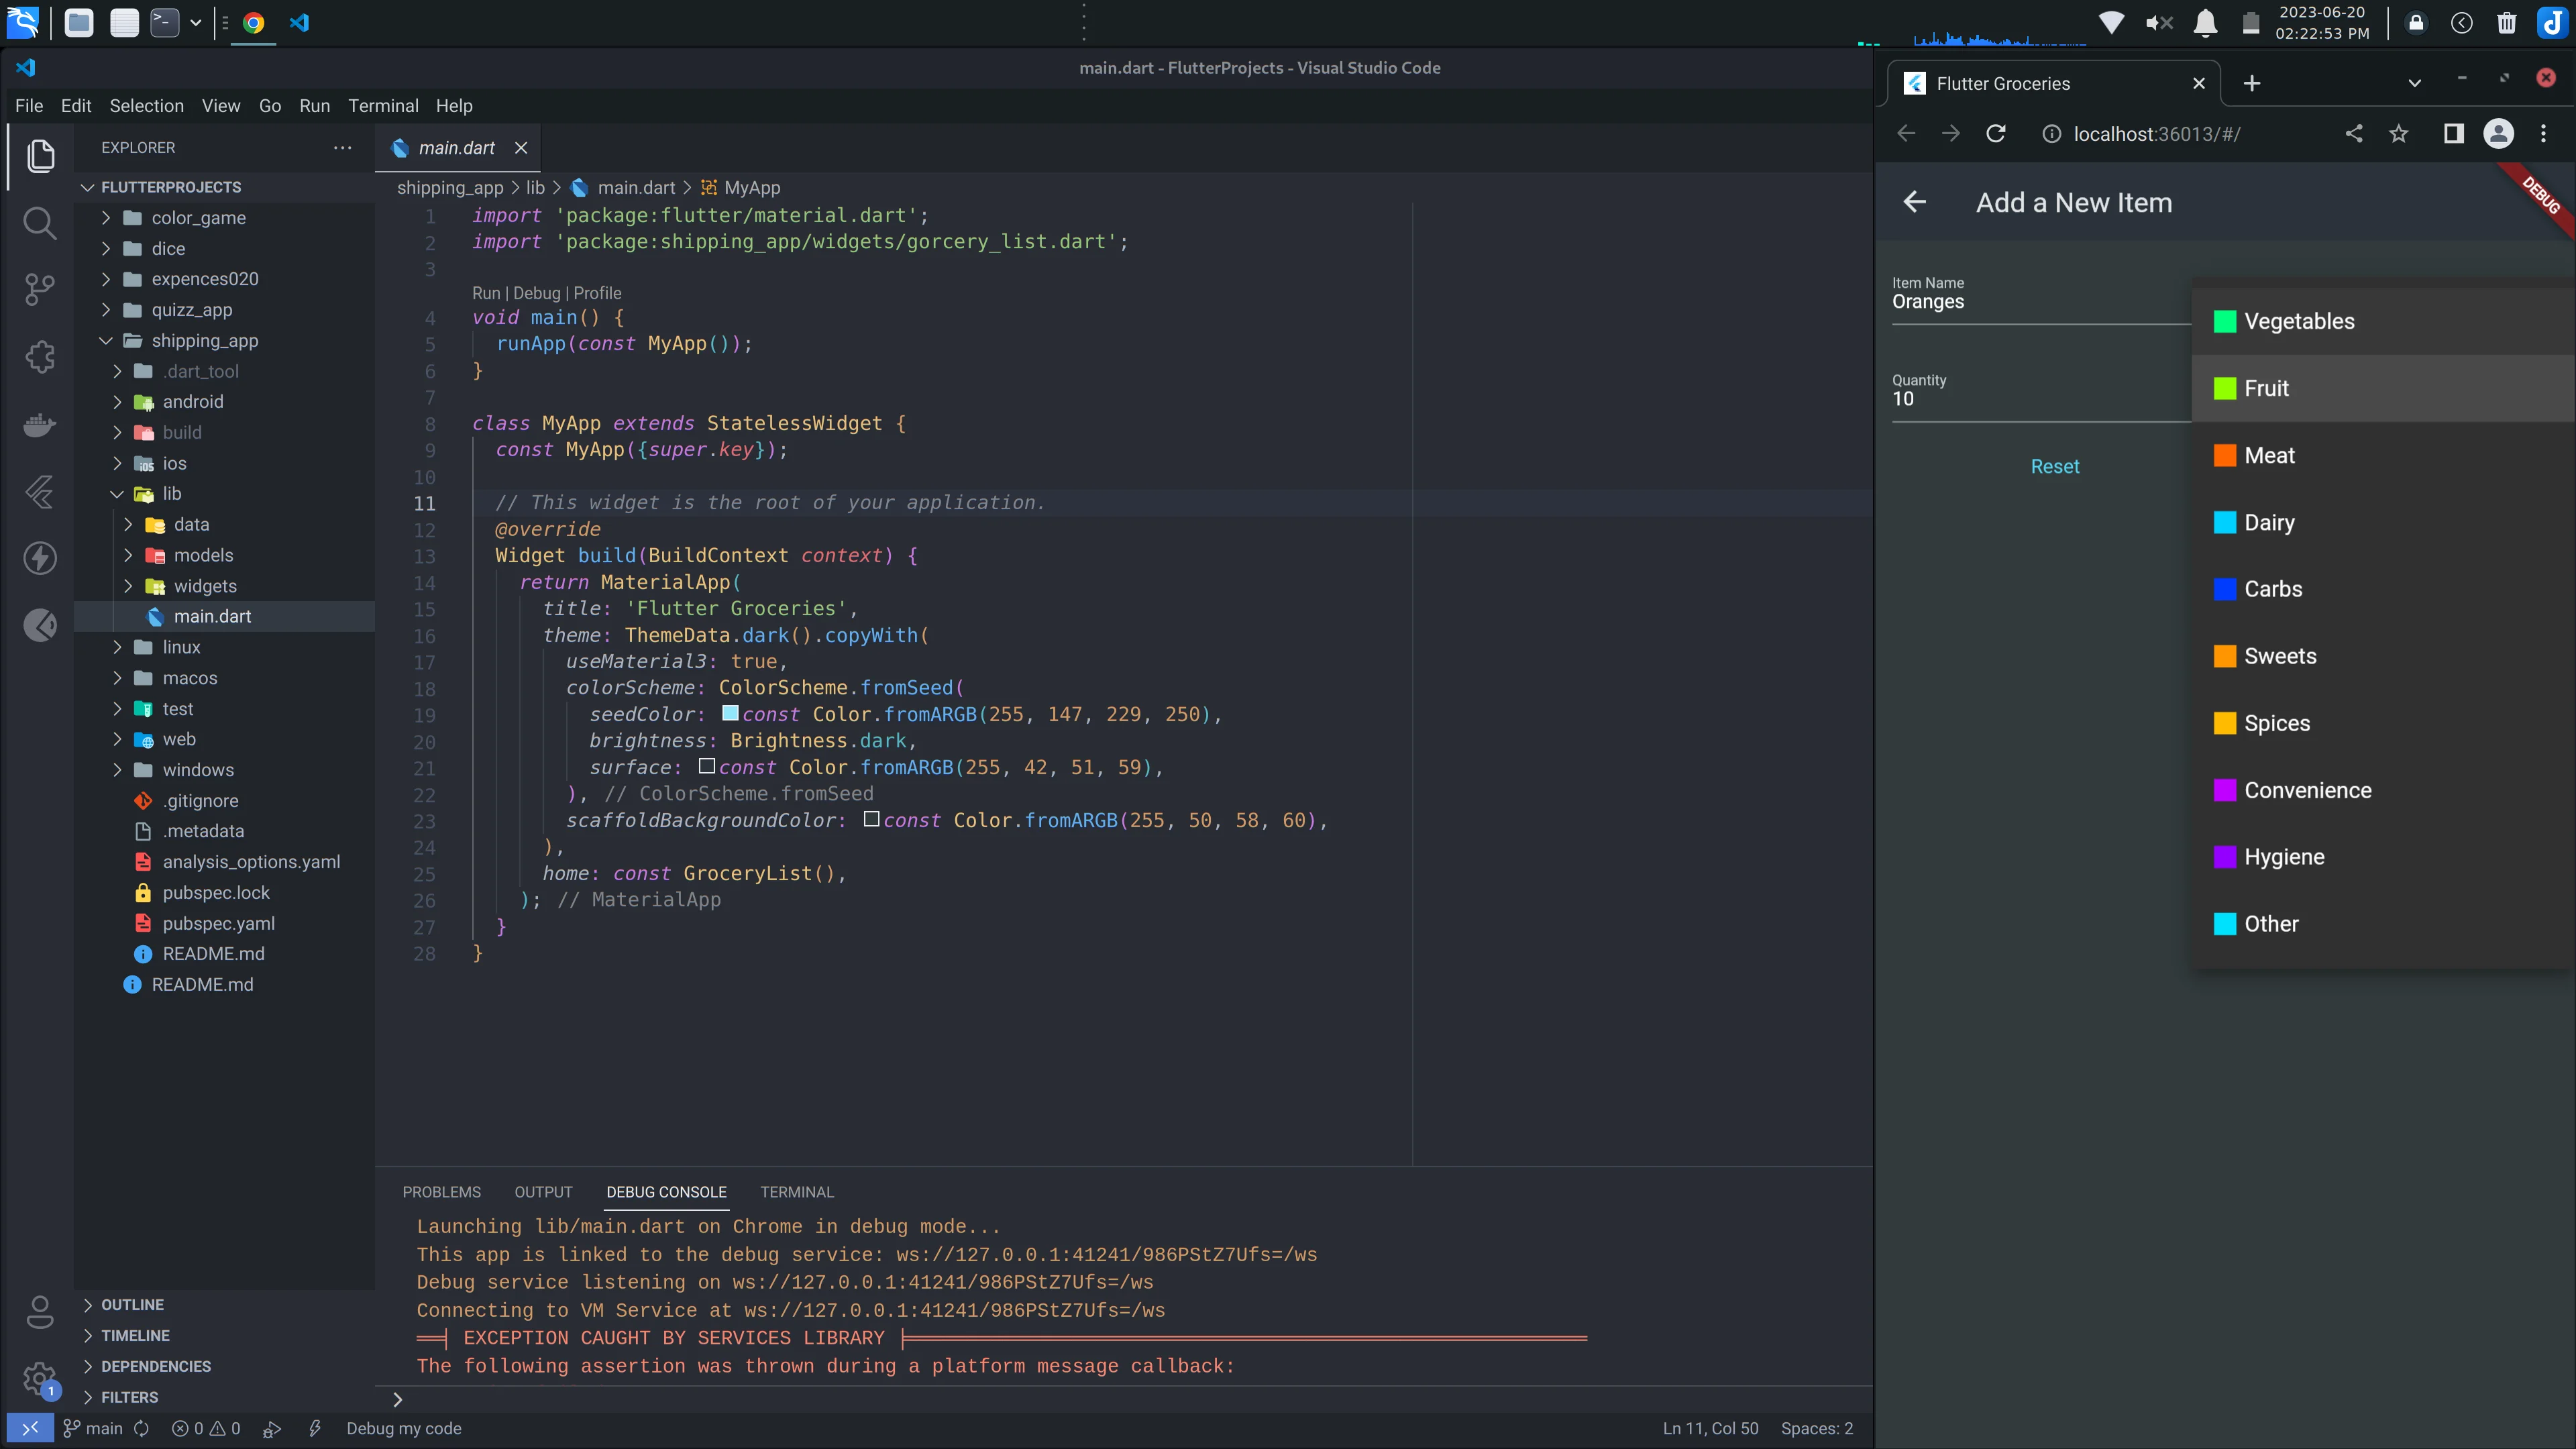 2023-06-20
02:22:53 PM
main.dart - FlutterProjects - Visual Studio Code
File Edit Selection View Go Run Terminal Help
EXPLORER
FLUTTERPROJECTS
color_game
dice
expences020
quizz_app
shipping_app
.dart_tool
android
build
ios
lib
data
models
widgets
main.dart
linux
macos
test
web
windows
.gitignore
.metadata
analysis_options.yaml
pubspec.lock
pubspec.yaml
README.md
README.md
OUTLINE
TIMELINE
DEPENDENCIES
FILTERS
main.dart
shipping_app > lib > main.dart > MyApp
1 import 'package:flutter/material.dart';
2 import 'package:shipping_app/widgets/gorcery_list.dart';
3
Run | Debug | Profile
4 void main() {
5 runApp(const MyApp());
6 }
7
8 class MyApp extends StatelessWidget {
9 const MyApp({super.key});
10
11 // This widget is the root of your application.
12 @override
13 Widget build(BuildContext context) {
14 return MaterialApp(
15 title: 'Flutter Groceries',
16 theme: ThemeData.dark().copyWith(
17 useMaterial3: true,
18 colorScheme: ColorScheme.fromSeed(
19 seedColor: const Color.fromARGB(255, 147, 229, 250),
20 brightness: Brightness.dark,
21 surface: const Color.fromARGB(255, 42, 51, 59),
22 ), // ColorScheme.fromSeed
23 scaffoldBackgroundColor: const Color.fromARGB(255, 50, 58, 60),
24 ),
25 home: const GroceryList(),
26 ); // MaterialApp
27 }
28 }
PROBLEMS OUTPUT DEBUG CONSOLE TERMINAL
Launching lib/main.dart on Chrome in debug mode...
This app is linked to the debug service: ws://127.0.0.1:41241/986PStZ7Ufs=/ws
Debug service listening on ws://127.0.0.1:41241/986PStZ7Ufs=/ws
Connecting to VM Service at ws://127.0.0.1:41241/986PStZ7Ufs=/ws
══╡ EXCEPTION CAUGHT BY SERVICES LIBRARY ╞══
The following assertion was thrown during a platform message callback:
1
main 0 0 Debug my code Ln 11, Col 50 Spaces: 2
Flutter Groceries
localhost:36013/#/
Add a New Item
DEBUG
Item Name
Oranges
Quantity
10
Reset
Vegetables
Fruit
Meat
Dairy
Carbs
Sweets
Spices
Convenience
Hygiene
Other